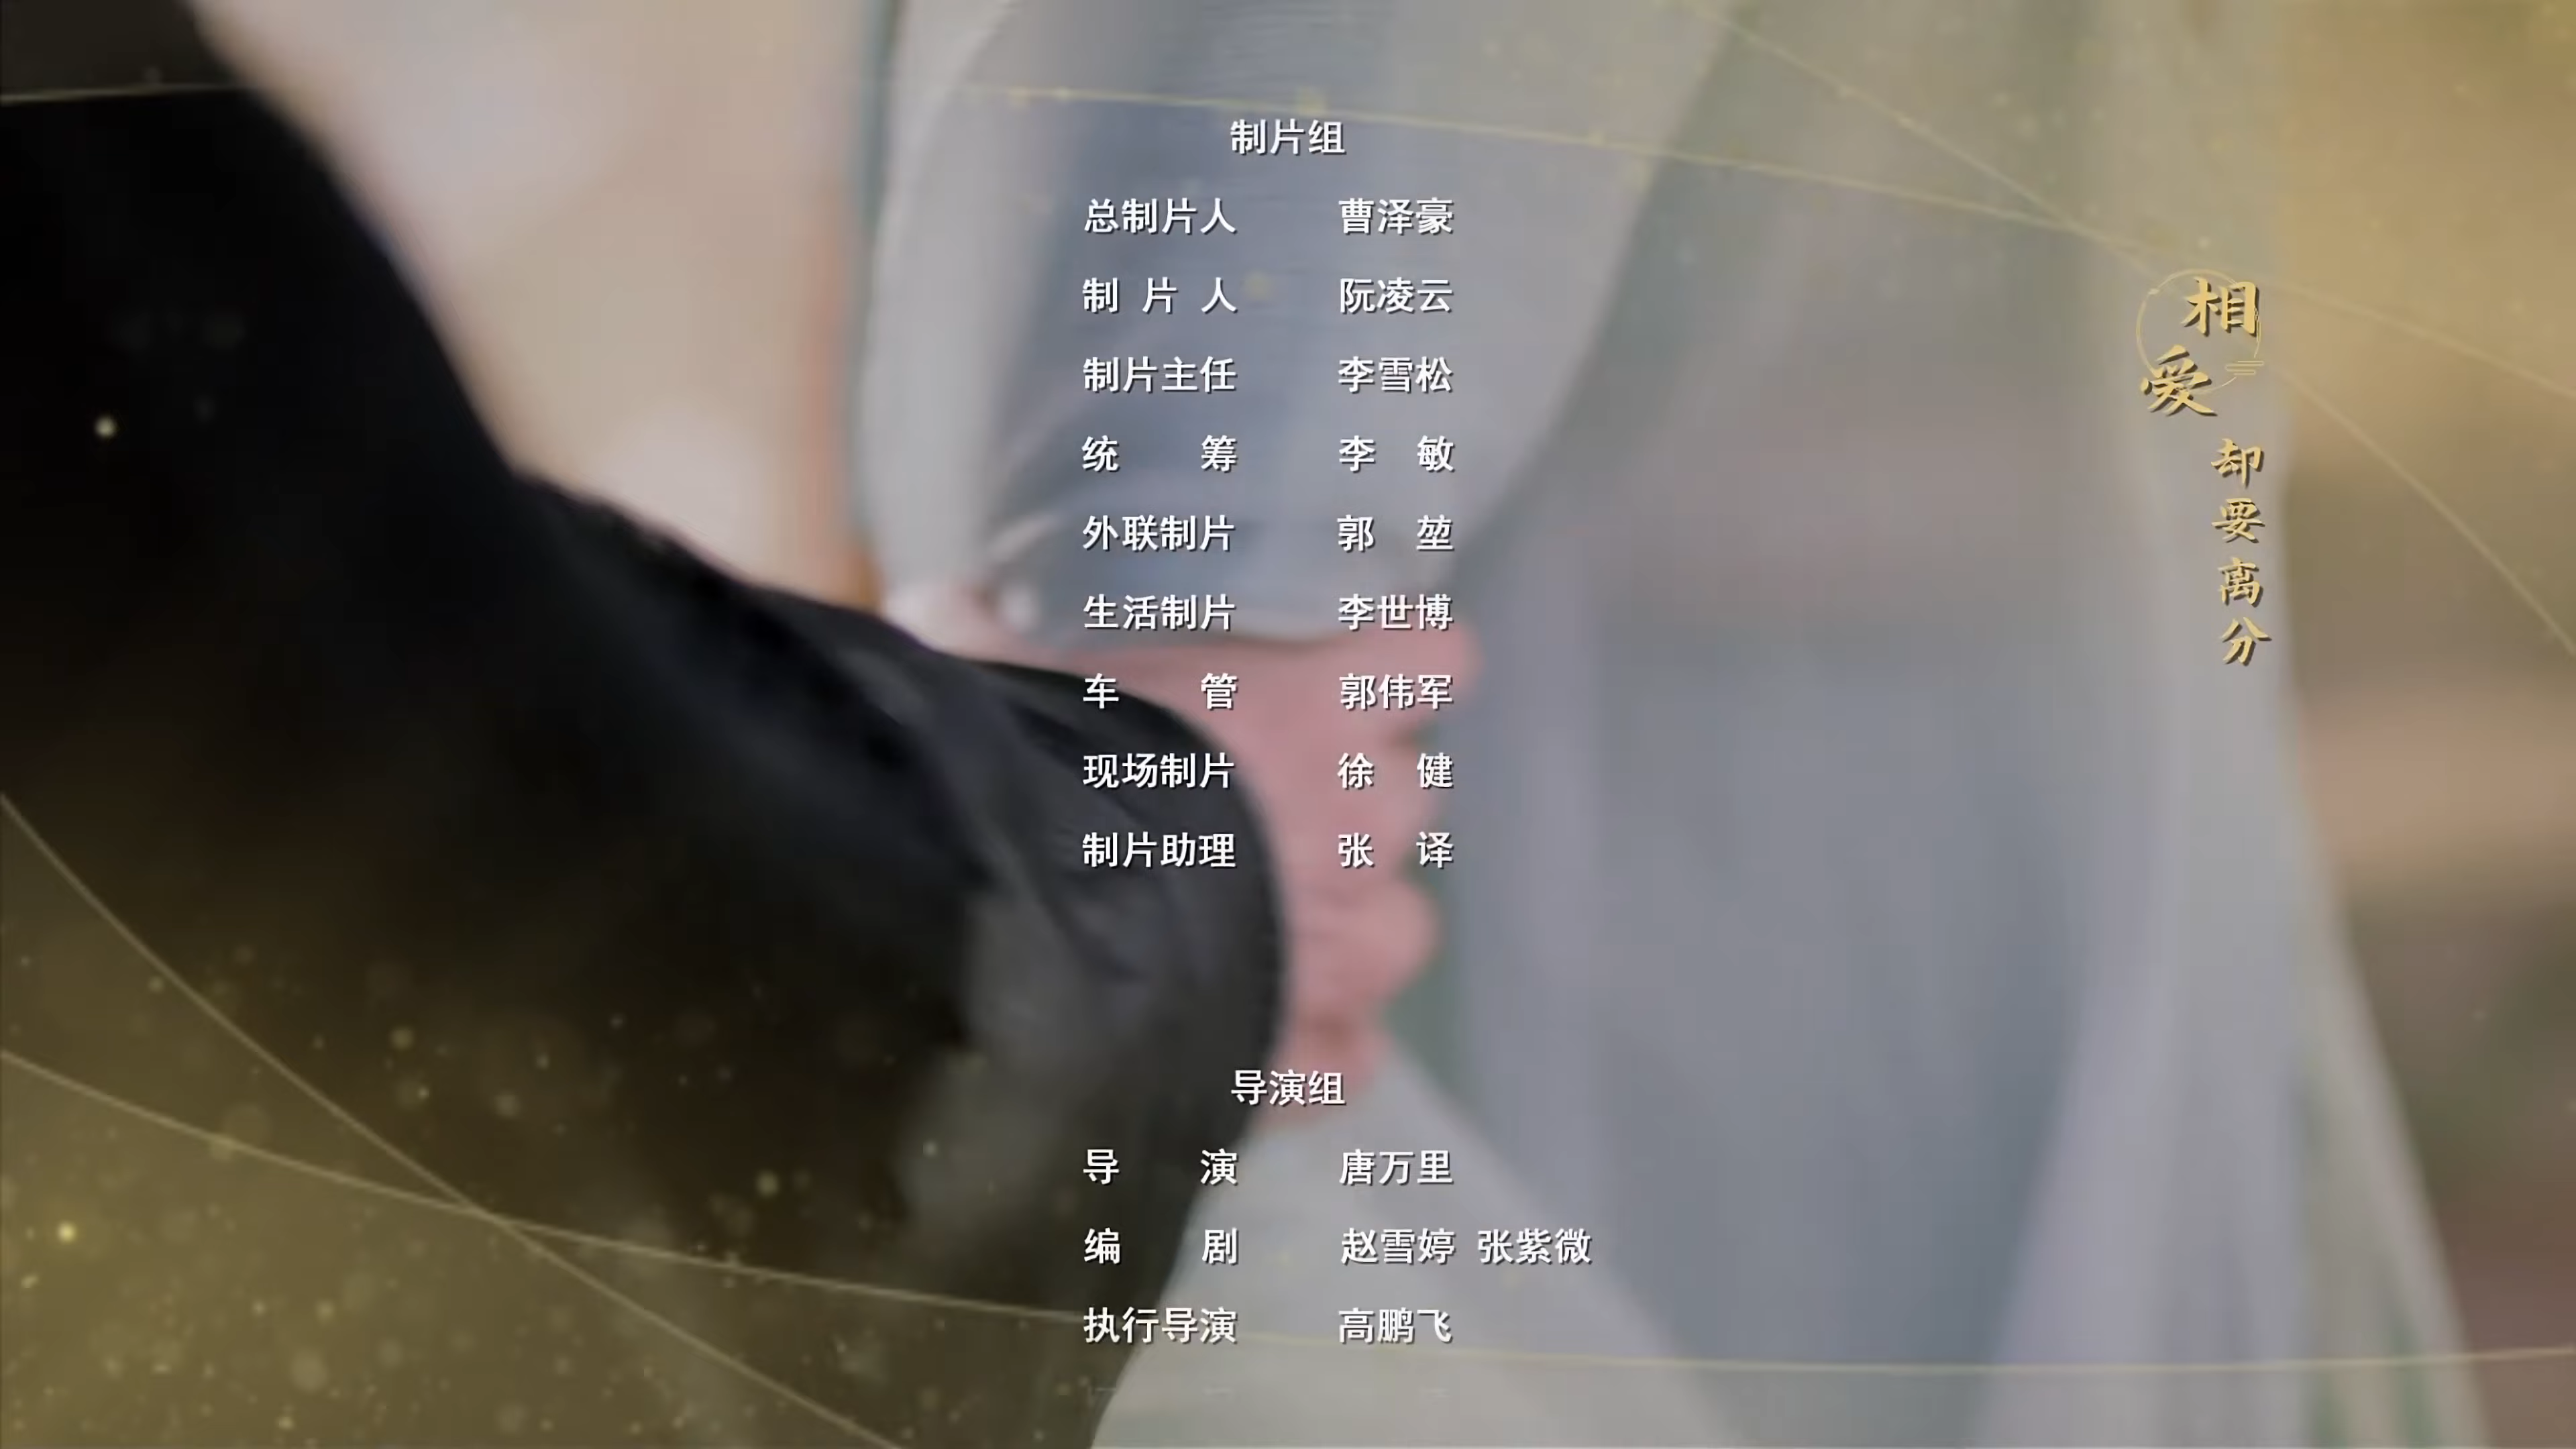 制片组
总制片人 曹泽豪
制片人 阮凌云
制片主任 李雪松
统筹 李敏
外联制片 郭堃
生活制片 李世博
车管 郭伟军
现场制片 徐健
制片助理 张译
导演组
导演 唐万里
编剧 赵雪婷 张紫微
执行导演 高鹏飞
相爱
却要离分